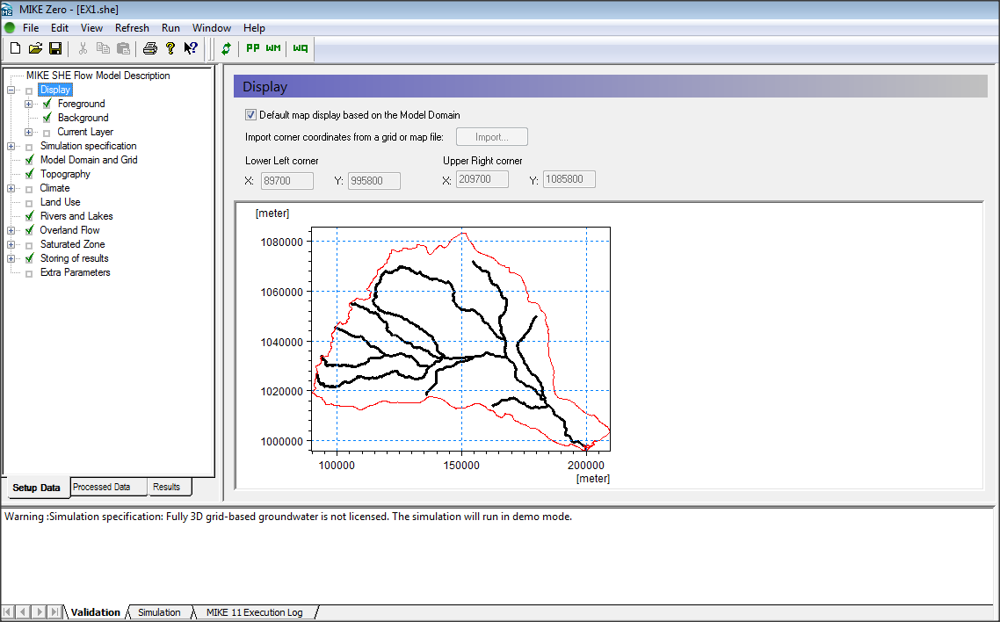 MIKE Zero - [EX1.she]
File Edit View Refresh Run Window Help
PP WM WQ
MIKE SHE Flow Model Description
Display
Foreground
Background
Current Layer
Simulation specification
Model Domain and Grid
Topography
Climate
Land Use
Rivers and Lakes
Overland Flow
Saturated Zone
Storing of results
Extra Parameters
Setup Data Processed Data Results
Display
Default map display based on the Model Domain
Import corner coordinates from a grid or map file: Import...
Lower Left corner Upper Right corner
X: 89700 Y: 995800 X: 209700 Y: 1085800
[meter]
1080000
1060000
1040000
1020000
1000000
100000 150000 200000
[meter]
Warning :Simulation specification: Fully 3D grid-based groundwater is not licensed. The simulation will run in demo mode.
Validation Simulation MIKE 11 Execution Log